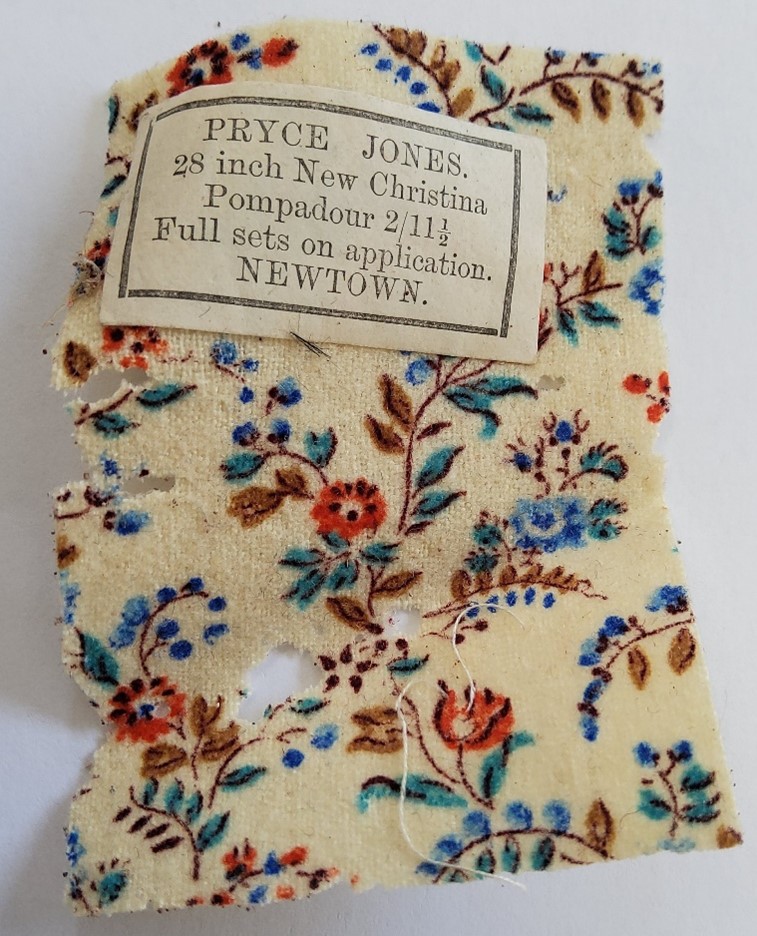 PRYCE JONES.
28 inch New Christina
Pompadour 2/11½
Full sets on application.
NEWTOWN.